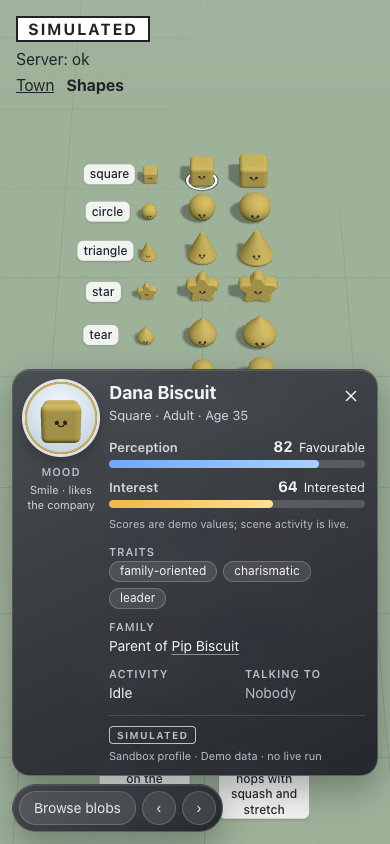 SIMULATED
Server: ok
Town Shapes
square
circle
triangle
star
tear
Dana Biscuit
×
Square · Adult · Age 35
Perception 82 Favourable
Interest 64 Interested
Scores are demo values; scene activity is live.
MOOD
Smile · likes
the company
TRAITS
family-oriented charismatic
leader
FAMILY
Parent of Pip Biscuit
ACTIVITY TALKING TO
Idle Nobody
SIMULATED
Sandbox profile · Demo data · no live run
on the
hops with
squash and
stretch
Browse blobs ‹ ›